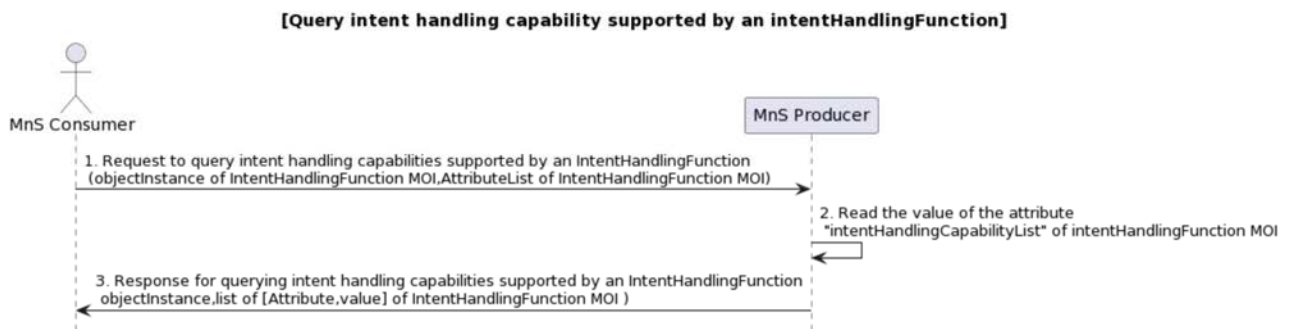 [Query intent handling capability supported by an intentHandlingFunction]
MnS Consumer
MnS Producer
1. Request to query intent handling capabilities supported by an IntentHandlingFunction
(objectInstance of IntentHandlingFunction MOI,AttributeList of IntentHandlingFunction MOI)
2. Read the value of the attribute
"intentHandlingCapabilityList" of intentHandlingFunction MOI
3. Response for querying intent handling capabilities supported by an IntentHandlingFunction
objectInstance,list of [Attribute,value] of IntentHandlingFunction MOI )